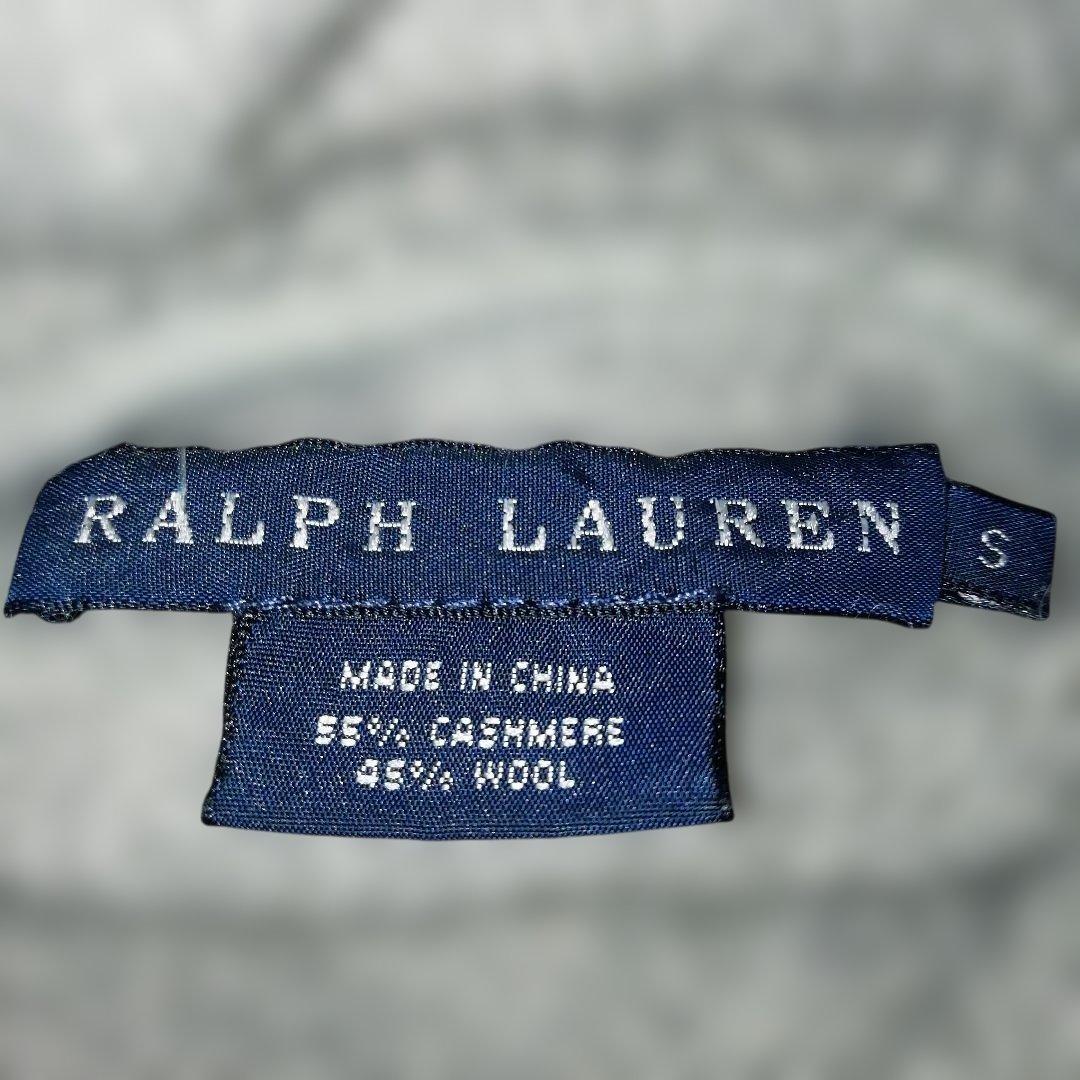 RALPH LAUREN
S
MADE IN CHINA
55% CASHMERE
45% WOOL